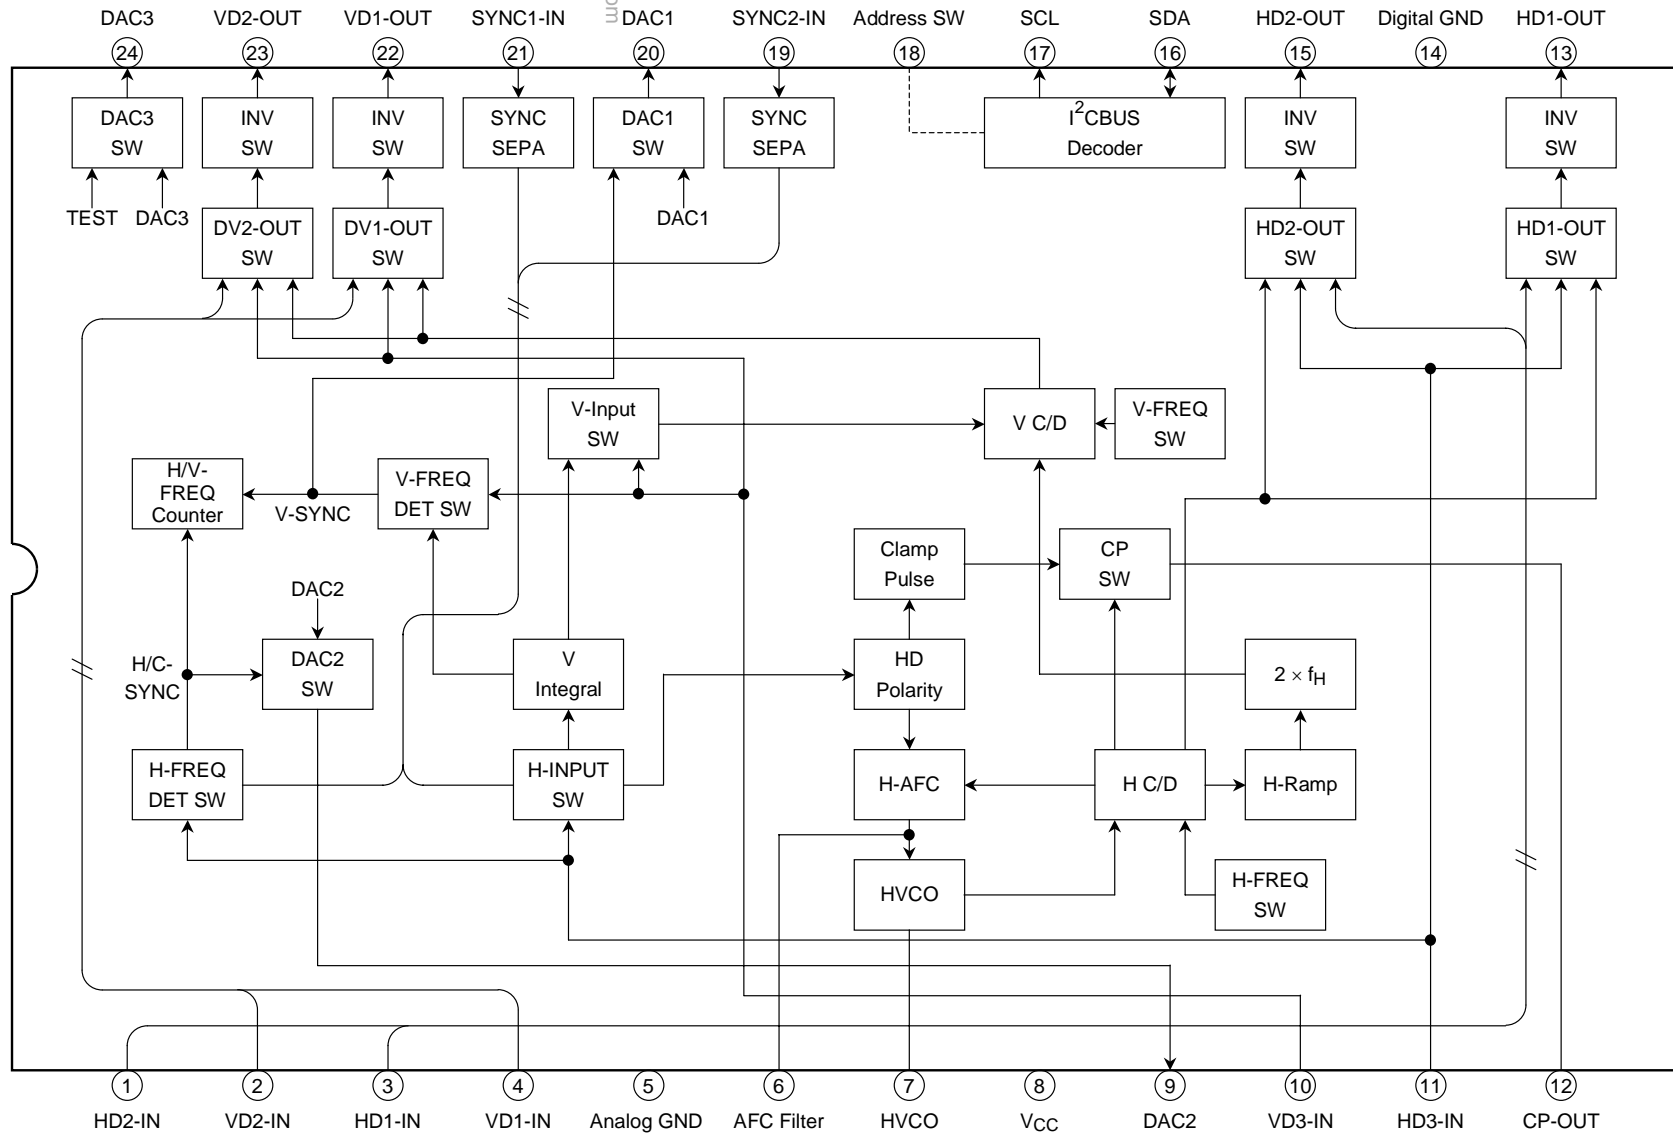 DAC3 VD2-OUT VD1-OUT SYNC1-IN DAC1 SYNC2-IN Address SW SCL SDA HD2-OUT Digital GND HD1-OUT
om
24 23 22 21 20 19 18 17 16 15 14 13
DAC3 INV INV SYNC DAC1 SYNC I2CBUS INV INV
SW SW SW SEPA SW SEPA Decoder SW SW
TEST DAC3 DAC1
DV2-OUT DV1-OUT HD2-OUT HD1-OUT
SW SW SW SW
V-Input V C/D V-FREQ
SW SW
H/V-
FREQ
Counter
V-SYNC
V-FREQ
DET SW
Clamp
Pulse
CP
SW
DAC2
H/C-
SYNC
DAC2
SW
V
Integral
HD
Polarity
2 × fH
H-FREQ
DET SW
H-INPUT
SW
H-AFC
H C/D
H-Ramp
HVCO
H-FREQ
SW
1 2 3 4 5 6 7 8 9 10 11 12
HD2-IN VD2-IN HD1-IN VD1-IN Analog GND AFC Filter HVCO VCC DAC2 VD3-IN HD3-IN CP-OUT